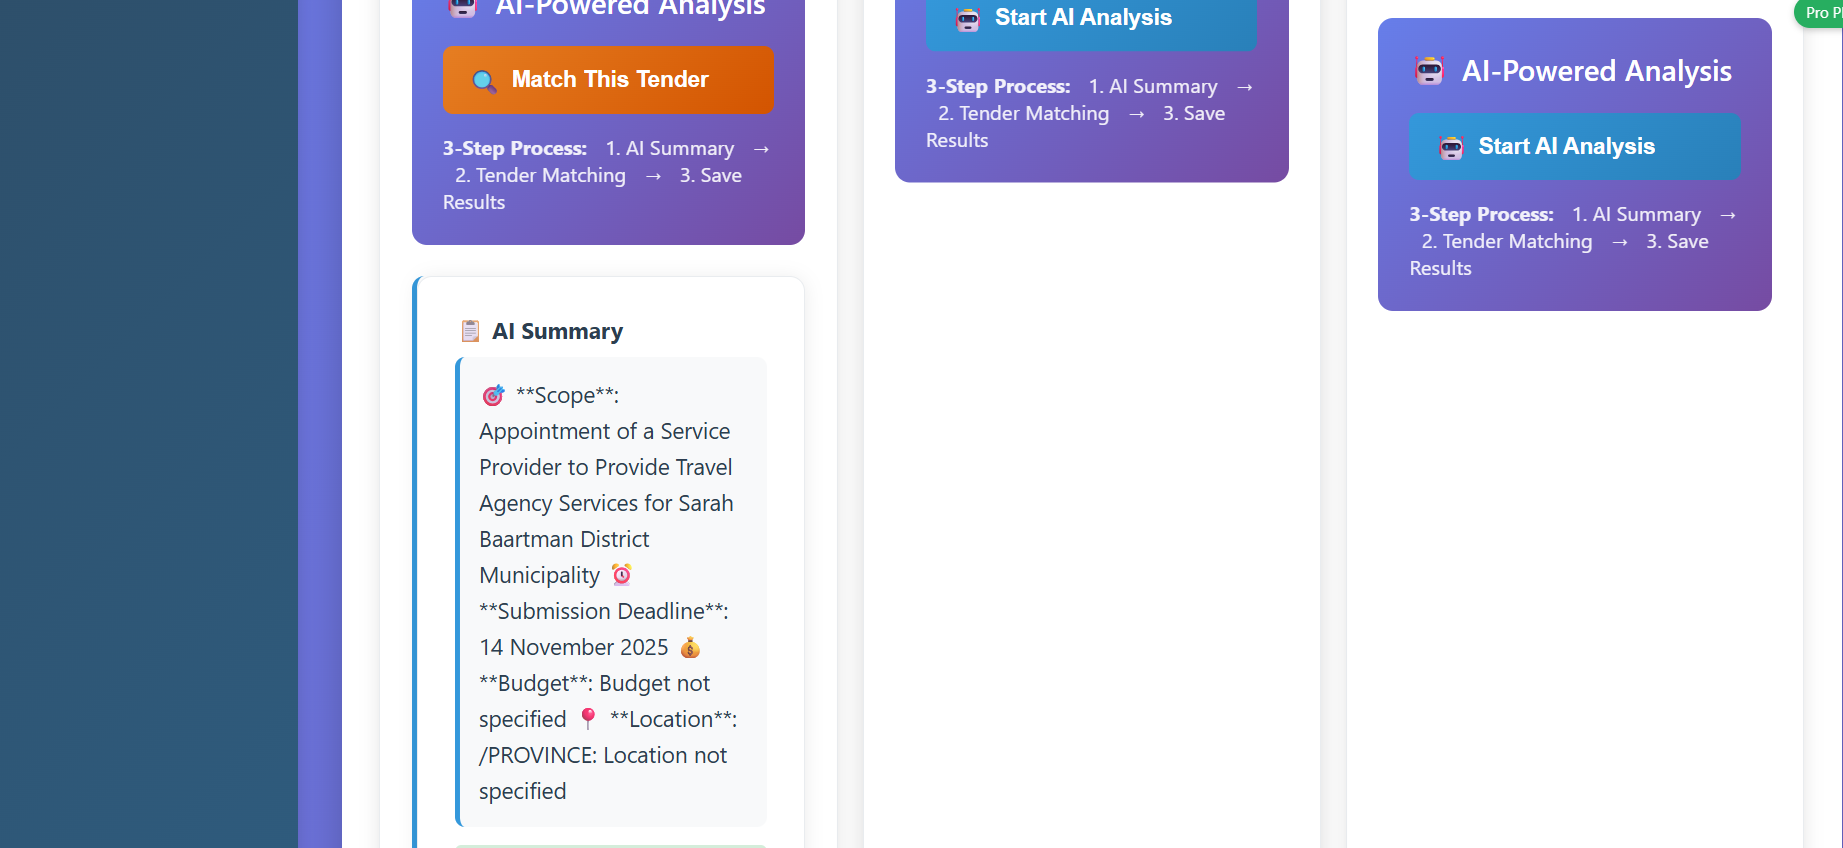 AI-Powered Analysis
Match This Tender
3-Step Process: 1. AI Summary →
2. Tender Matching → 3. Save
Results
AI Summary
**Scope**:
Appointment of a Service
Provider to Provide Travel
Agency Services for Sarah
Baartman District
Municipality
**Submission Deadline**:
14 November 2025
**Budget**: Budget not
specified **Location**:
/PROVINCE: Location not
specified
Start AI Analysis
3-Step Process: 1. AI Summary →
2. Tender Matching → 3. Save
Results
Pro
AI-Powered Analysis
Start AI Analysis
3-Step Process: 1. AI Summary →
2. Tender Matching → 3. Save
Results